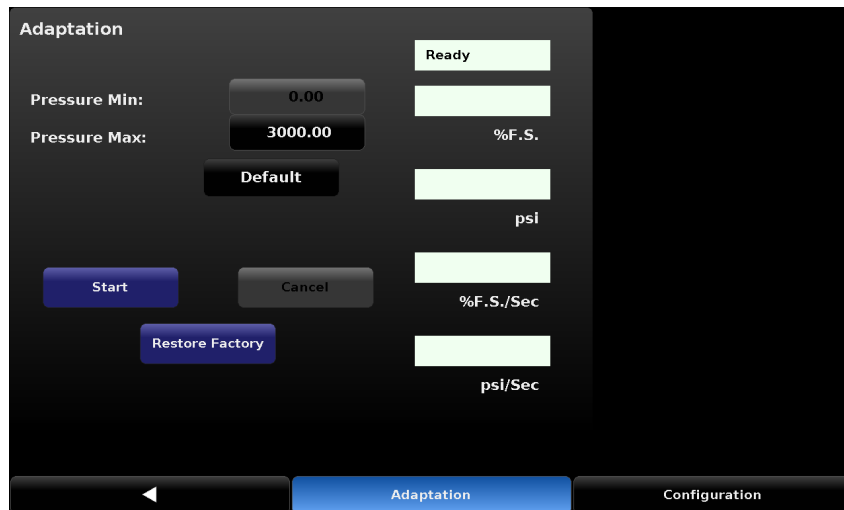 Adaptation
Ready
Pressure Min:
0.00
Pressure Max:
3000.00
%F.S.
Default
psi
Start
Cancel
%F.S./Sec
Restore Factory
psi/Sec
Adaptation
Configuration